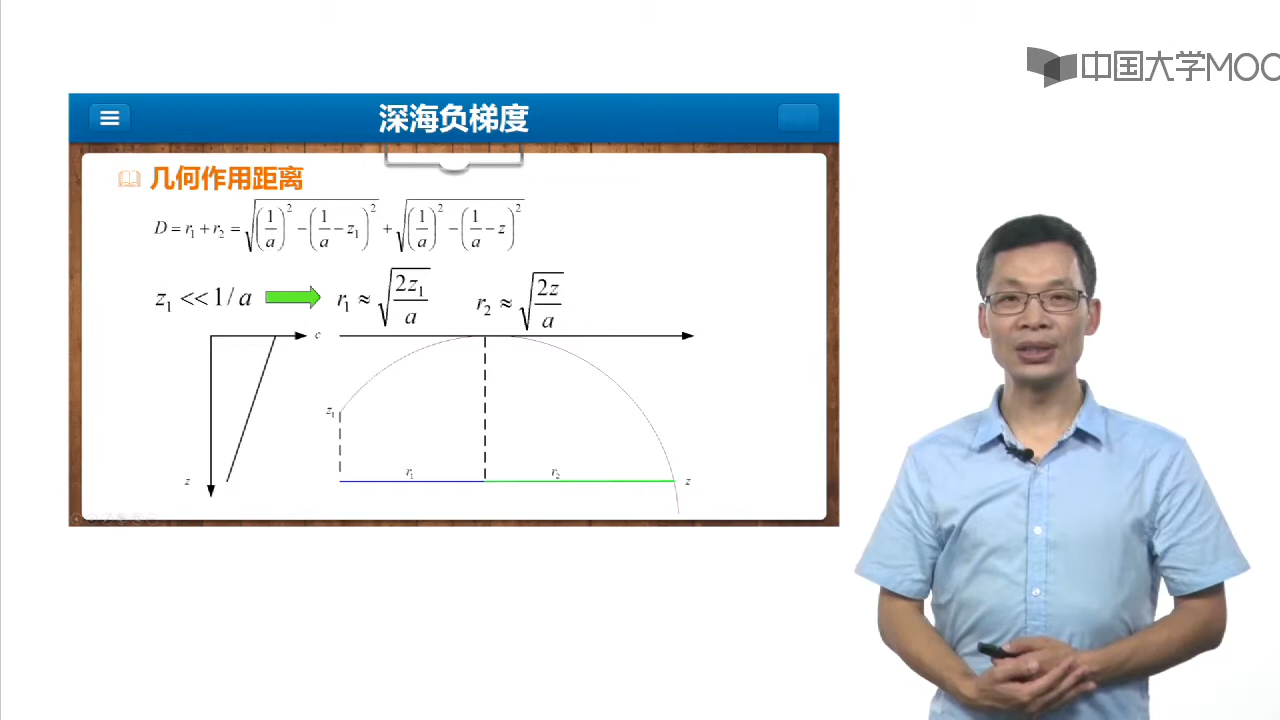 中国大学MOO
深海负梯度
几何作用距离
D = r₁ + r₂ = √((1/a)² − (1/a − z₁)²) + √((1/a)² − (1/a − z)²)
z₁ << 1/a r₁ ≈ √(2z₁/a) r₂ ≈ √(2z/a)
c
z₁
r₁ r₂
z z